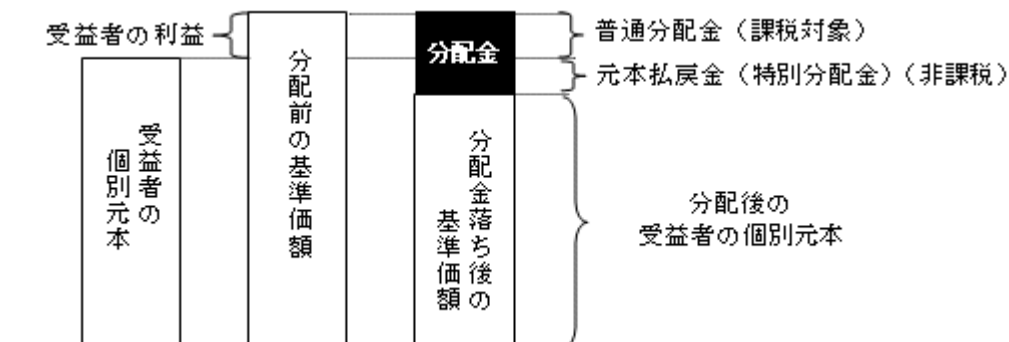 受益者の利益
受益者の
個別元本
分配前の基準価額
分配金
分配金落ち後の
基準価額
普通分配金（課税対象）
元本払戻金（特別分配金）（非課税）
分配後の
受益者の個別元本